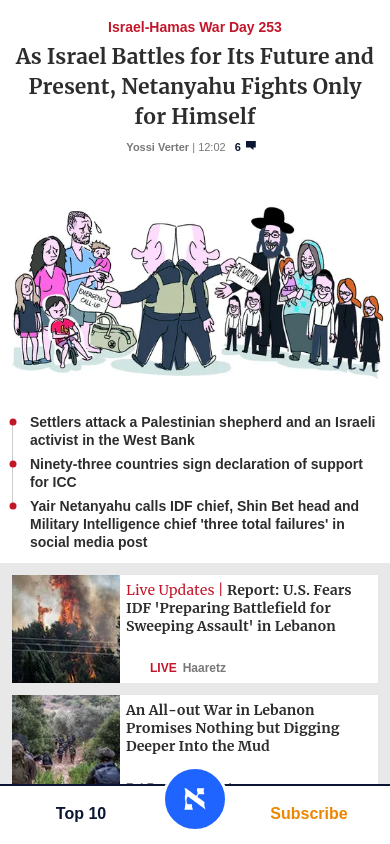 Israel-Hamas War Day 253
As Israel Battles for Its Future and
Present, Netanyahu Fights Only
for Himself
Yossi Verter | 12:02 6
EMERGENCY
CALL-UP
EXEMPTION
Settlers attack a Palestinian shepherd and an Israeli
activist in the West Bank
Ninety-three countries sign declaration of support
for ICC
Yair Netanyahu calls IDF chief, Shin Bet head and
Military Intelligence chief 'three total failures' in
social media post
Live Updates | Report: U.S. Fears
IDF 'Preparing Battlefield for
Sweeping Assault' in Lebanon
LIVE Haaretz
An All-out War in Lebanon
Promises Nothing but Digging
Deeper Into the Mud
Top 10
Subscribe